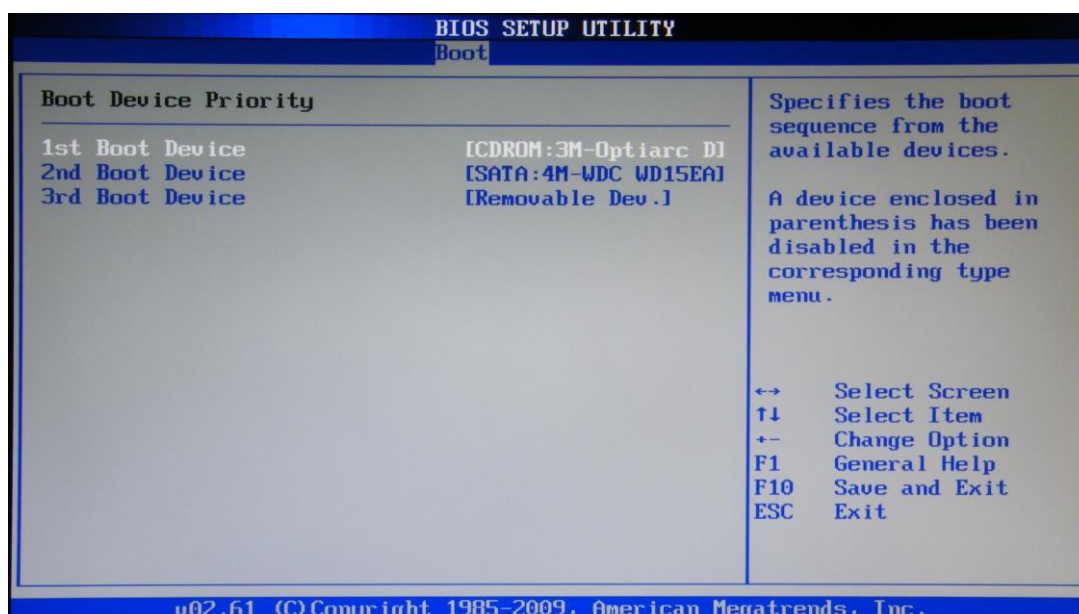 BIOS SETUP UTILITY
Boot
Boot Device Priority
1st Boot Device [CDROM:3M-Optiarc D]
2nd Boot Device [SATA:4M-WDC WD15EA]
3rd Boot Device [Removable Dev.]
Specifies the boot
sequence from the
available devices.
A device enclosed in
parenthesis has been
disabled in the
corresponding type
menu.
←→ Select Screen
↑↓ Select Item
+- Change Option
F1 General Help
F10 Save and Exit
ESC Exit
v02.61 (C)Copyright 1985-2009, American Megatrends, Inc.